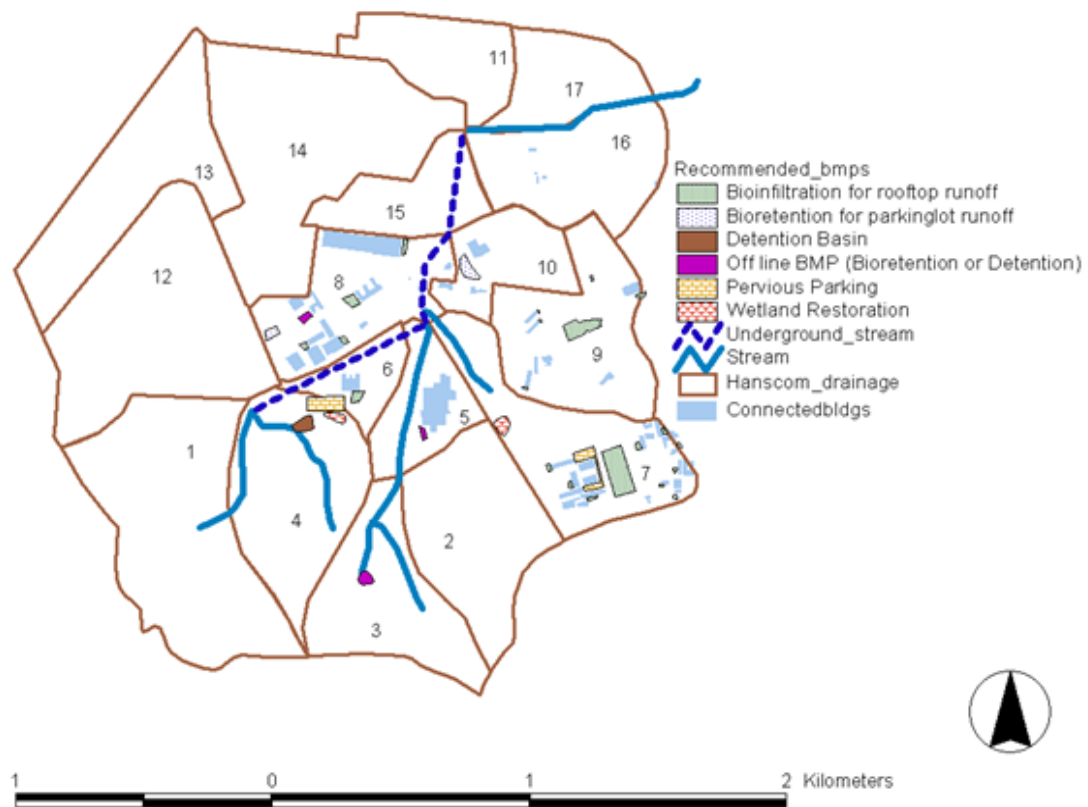 11
17
14
16
13
15
12
8
10
9
6
5
1
7
4
2
3
Recommended_bmps
Bioinfiltration for rooftop runoff
Bioretention for parkinglot runoff
Detention Basin
Off line BMP (Bioretention or Detention)
Pervious Parking
Wetland Restoration
Underground_stream
Stream
Hanscom_drainage
Connectedbldgs
1 0 1 2 Kilometers